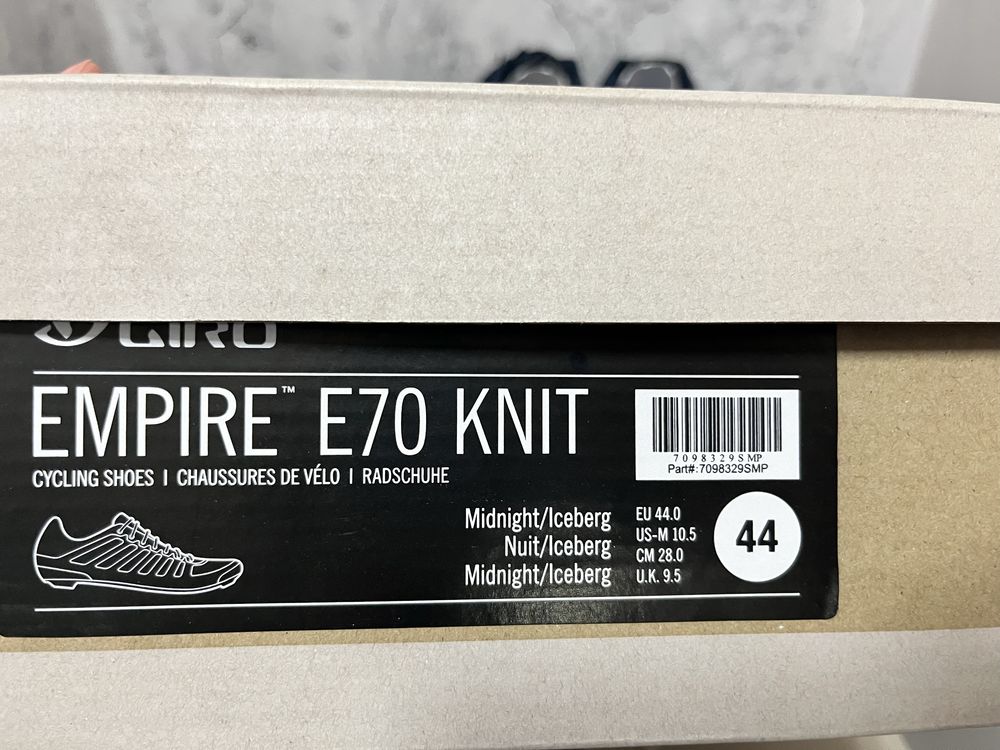 GIRO
EMPIRE™ E70 KNIT
CYCLING SHOES | CHAUSSURES DE VÉLO | RADSCHUHE
7098329SMP
Part#:7098329SMP
Midnight/Iceberg
Nuit/Iceberg
Midnight/Iceberg
EU 44.0
US-M 10.5
CM 28.0
U.K. 9.5
44